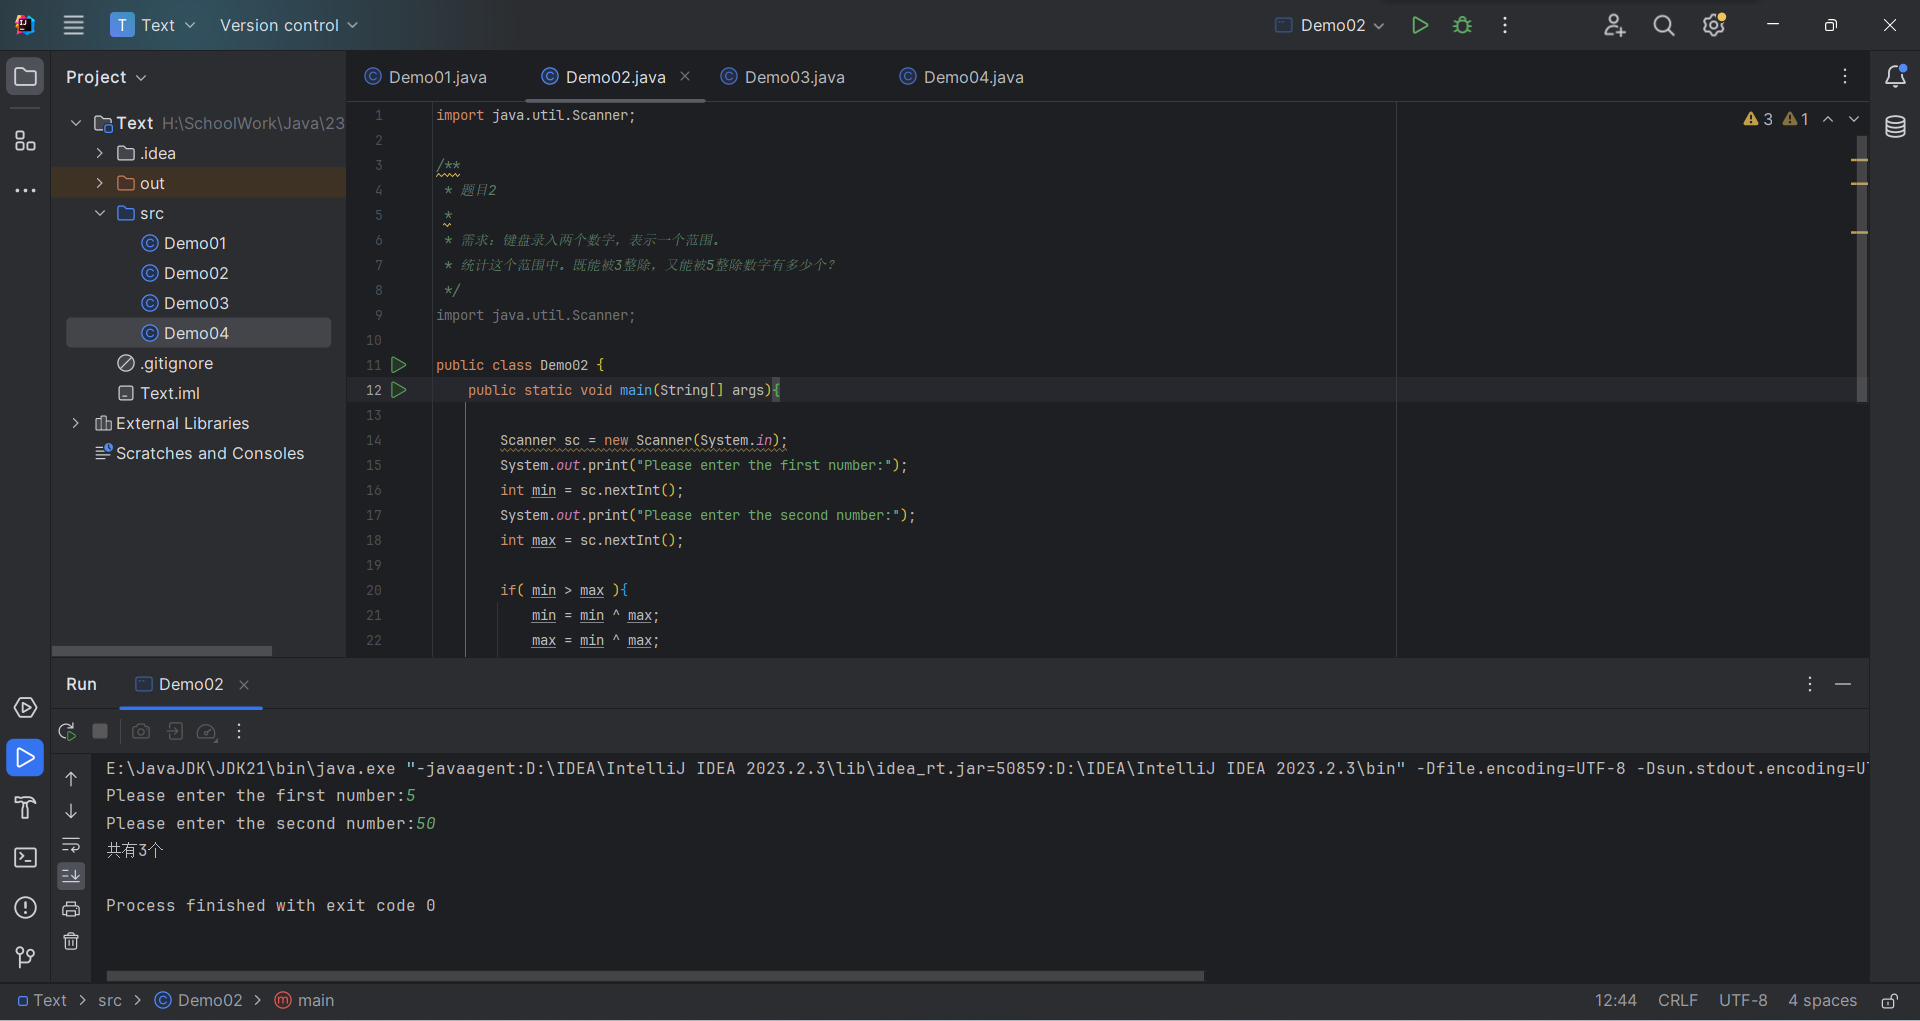 T Text Version control Demo02
Project
Demo01.java Demo02.java Demo03.java Demo04.java
Text H:\SchoolWork\Java\23
.idea
out
src
Demo01
Demo02
Demo03
Demo04
.gitignore
Text.iml
External Libraries
Scratches and Consoles
3 1
1 import java.util.Scanner;
2
3 /**
4 * 题目2
5 *
6 * 需求：键盘录入两个数字，表示一个范围。
7 * 统计这个范围中。既能被3整除，又能被5整除数字有多少个？
8 */
9 import java.util.Scanner;
10
11 public class Demo02 {
12 public static void main(String[] args){
13
14 Scanner sc = new Scanner(System.in);
15 System.out.print("Please enter the first number:");
16 int min = sc.nextInt();
17 System.out.print("Please enter the second number:");
18 int max = sc.nextInt();
19
20 if( min > max ){
21 min = min ^ max;
22 max = min ^ max;
Run Demo02
E:\JavaJDK\JDK21\bin\java.exe "-javaagent:D:\IDEA\IntelliJ IDEA 2023.2.3\lib\idea_rt.jar=50859:D:\IDEA\IntelliJ IDEA 2023.2.3\bin" -Dfile.encoding=UTF-8 -Dsun.stdout.encoding=U
Please enter the first number:5
Please enter the second number:50
共有3个
Process finished with exit code 0
Text > src > Demo02 > main
12:44 CRLF UTF-8 4 spaces